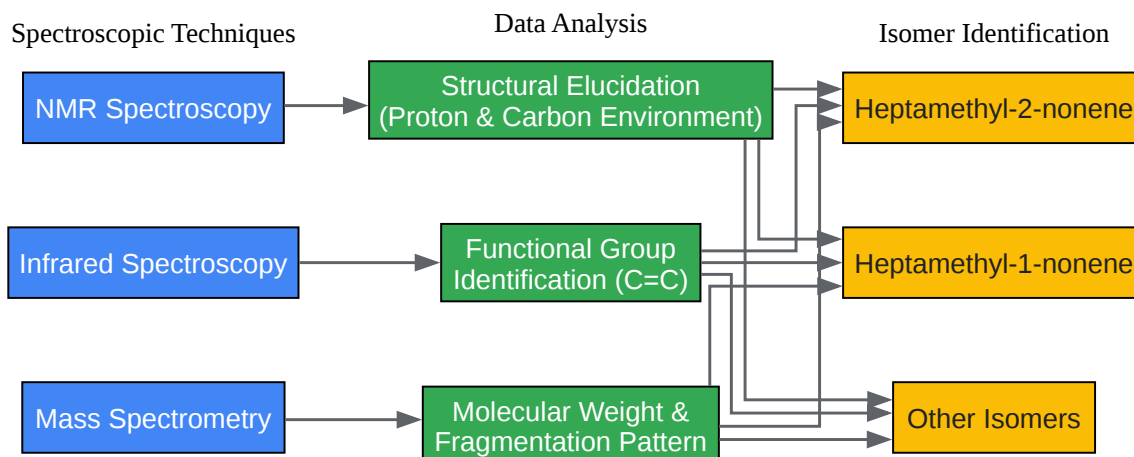 Spectroscopic Techniques
Data Analysis
Isomer Identification
NMR Spectroscopy
Structural Elucidation
(Proton & Carbon Environment)
Heptamethyl-2-nonene
Infrared Spectroscopy
Functional Group
Identification (C=C)
Heptamethyl-1-nonene
Mass Spectrometry
Molecular Weight &
Fragmentation Pattern
Other Isomers